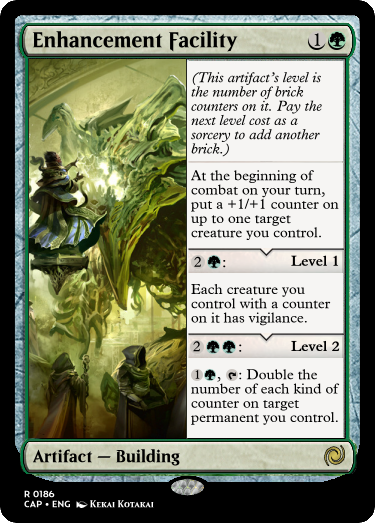 Enhancement Facility 1
(This artifact's level is
the number of brick
counters on it. Pay the
next level cost as a
sorcery to add another
brick.)
At the beginning of
combat on your turn,
put a +1/+1 counter on
up to one target
creature you control.
2 : Level 1
Each creature you
control with a counter
on it has vigilance.
2 : Level 2
1 , : Double the
number of each kind of
counter on target
permanent you control.
Artifact — Building
R 0186
CAP • ENG Kekai Kotakai